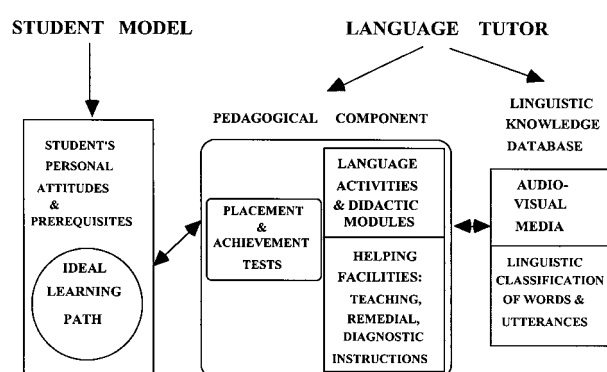 STUDENT MODEL
LANGUAGE TUTOR
PEDAGOGICAL COMPONENT
LINGUISTIC
KNOWLEDGE
DATABASE
STUDENT'S
PERSONAL
ATTITUDES
&
PREREQUISITES
IDEAL
LEARNING
PATH
PLACEMENT
&
ACHIEVEMENT
TESTS
LANGUAGE
ACTIVITIES
& DIDACTIC
MODULES
HELPING
FACILITIES:
TEACHING,
REMEDIAL,
DIAGNOSTIC
INSTRUCTIONS
AUDIO-
VISUAL
MEDIA
LINGUISTIC
CLASSIFICATION
OF WORDS &
UTTERANCES